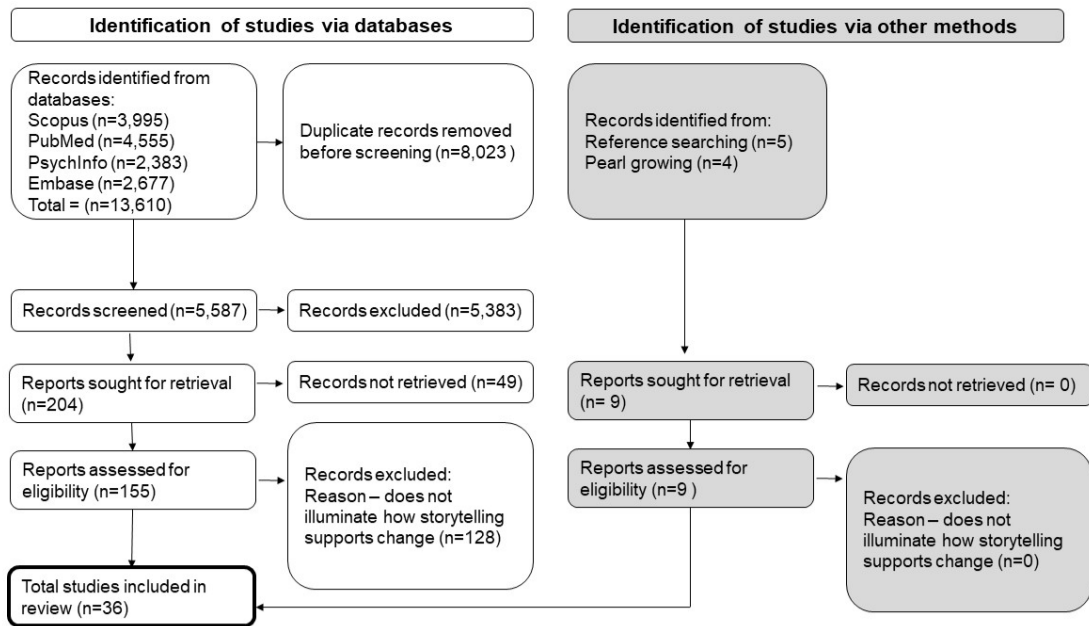 Identification of studies via databases
Identification of studies via other methods
Records identified from
databases:
Scopus (n=3,995)
PubMed (n=4,555)
PsychInfo (n=2,383)
Embase (n=2,677)
Total = (n=13,610)
Duplicate records removed
before screening (n=8,023 )
Records identified from:
Reference searching (n=5)
Pearl growing (n=4)
Records screened (n=5,587)
Records excluded (n=5,383)
Reports sought for retrieval
(n=204)
Records not retrieved (n=49)
Reports sought for retrieval
(n= 9)
Records not retrieved (n= 0)
Reports assessed for
eligibility (n=155)
Records excluded:
Reason – does not
illuminate how storytelling
supports change (n=128)
Reports assessed for
eligibility (n=9 )
Records excluded:
Reason – does not
illuminate how storytelling
supports change (n=0)
Total studies included in
review (n=36)